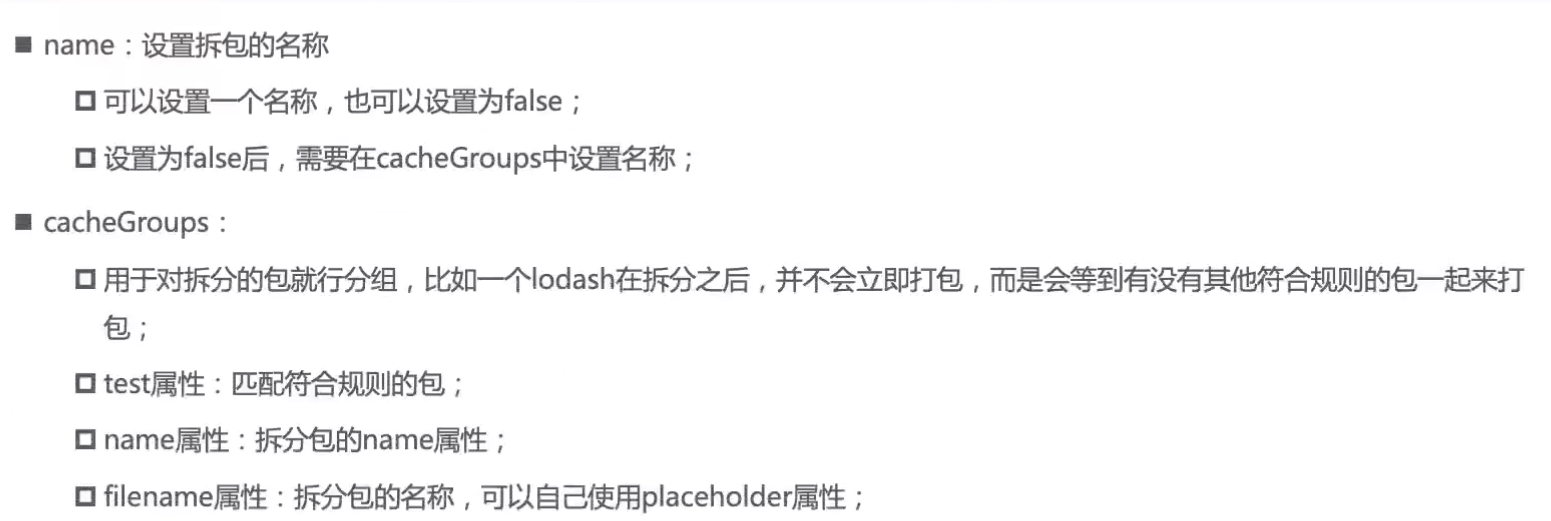 ■ name：设置拆包的名称
可以设置一个名称，也可以设置为false；
设置为false后，需要在cacheGroups中设置名称；
■ cacheGroups：
用于对拆分的包就行分组，比如一个lodash在拆分之后，并不会立即打包，而是会等到有没有其他符合规则的包一起来打
包；
test属性：匹配符合规则的包；
name属性：拆分包的name属性；
filename属性：拆分包的名称，可以自己使用placeholder属性；